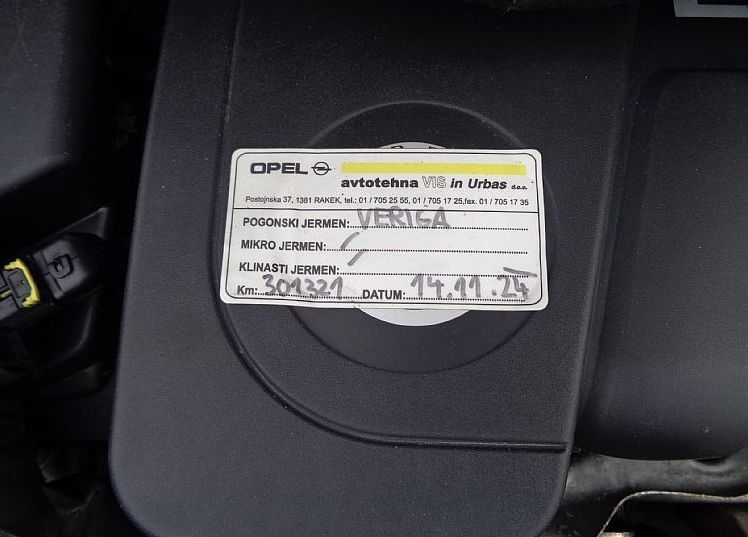 OPEL
avtotehna VIS in Urbas d.o.o.
Postojnska 37, 1381 RAKEK, tel.: 01 / 705 25 55, 01 / 705 17 25,fax. 01 / 705 17 35
POGONSKI JERMEN: VERIGA
MIKRO JERMEN:
KLINASTI JERMEN:
Km: 301321 DATUM: 14.11.24